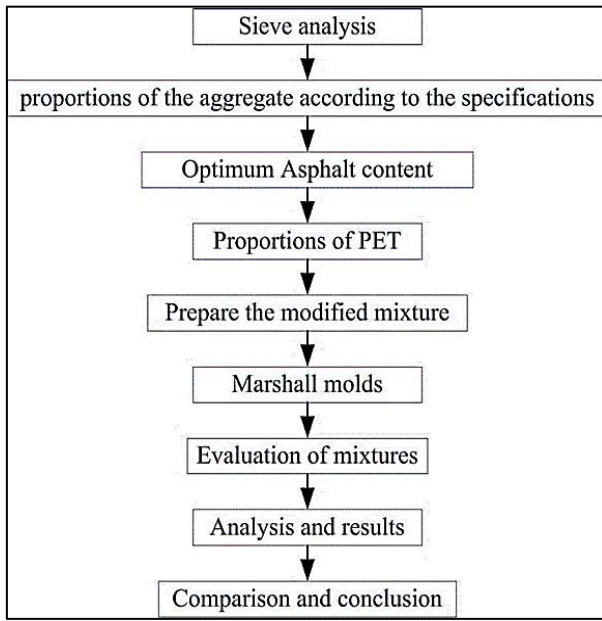 Sieve analysis
proportions of the aggregate according to the specifications
Optimum Asphalt content
Proportions of PET
Prepare the modified mixture
Marshall molds
Evaluation of mixtures
Analysis and results
Comparison and conclusion